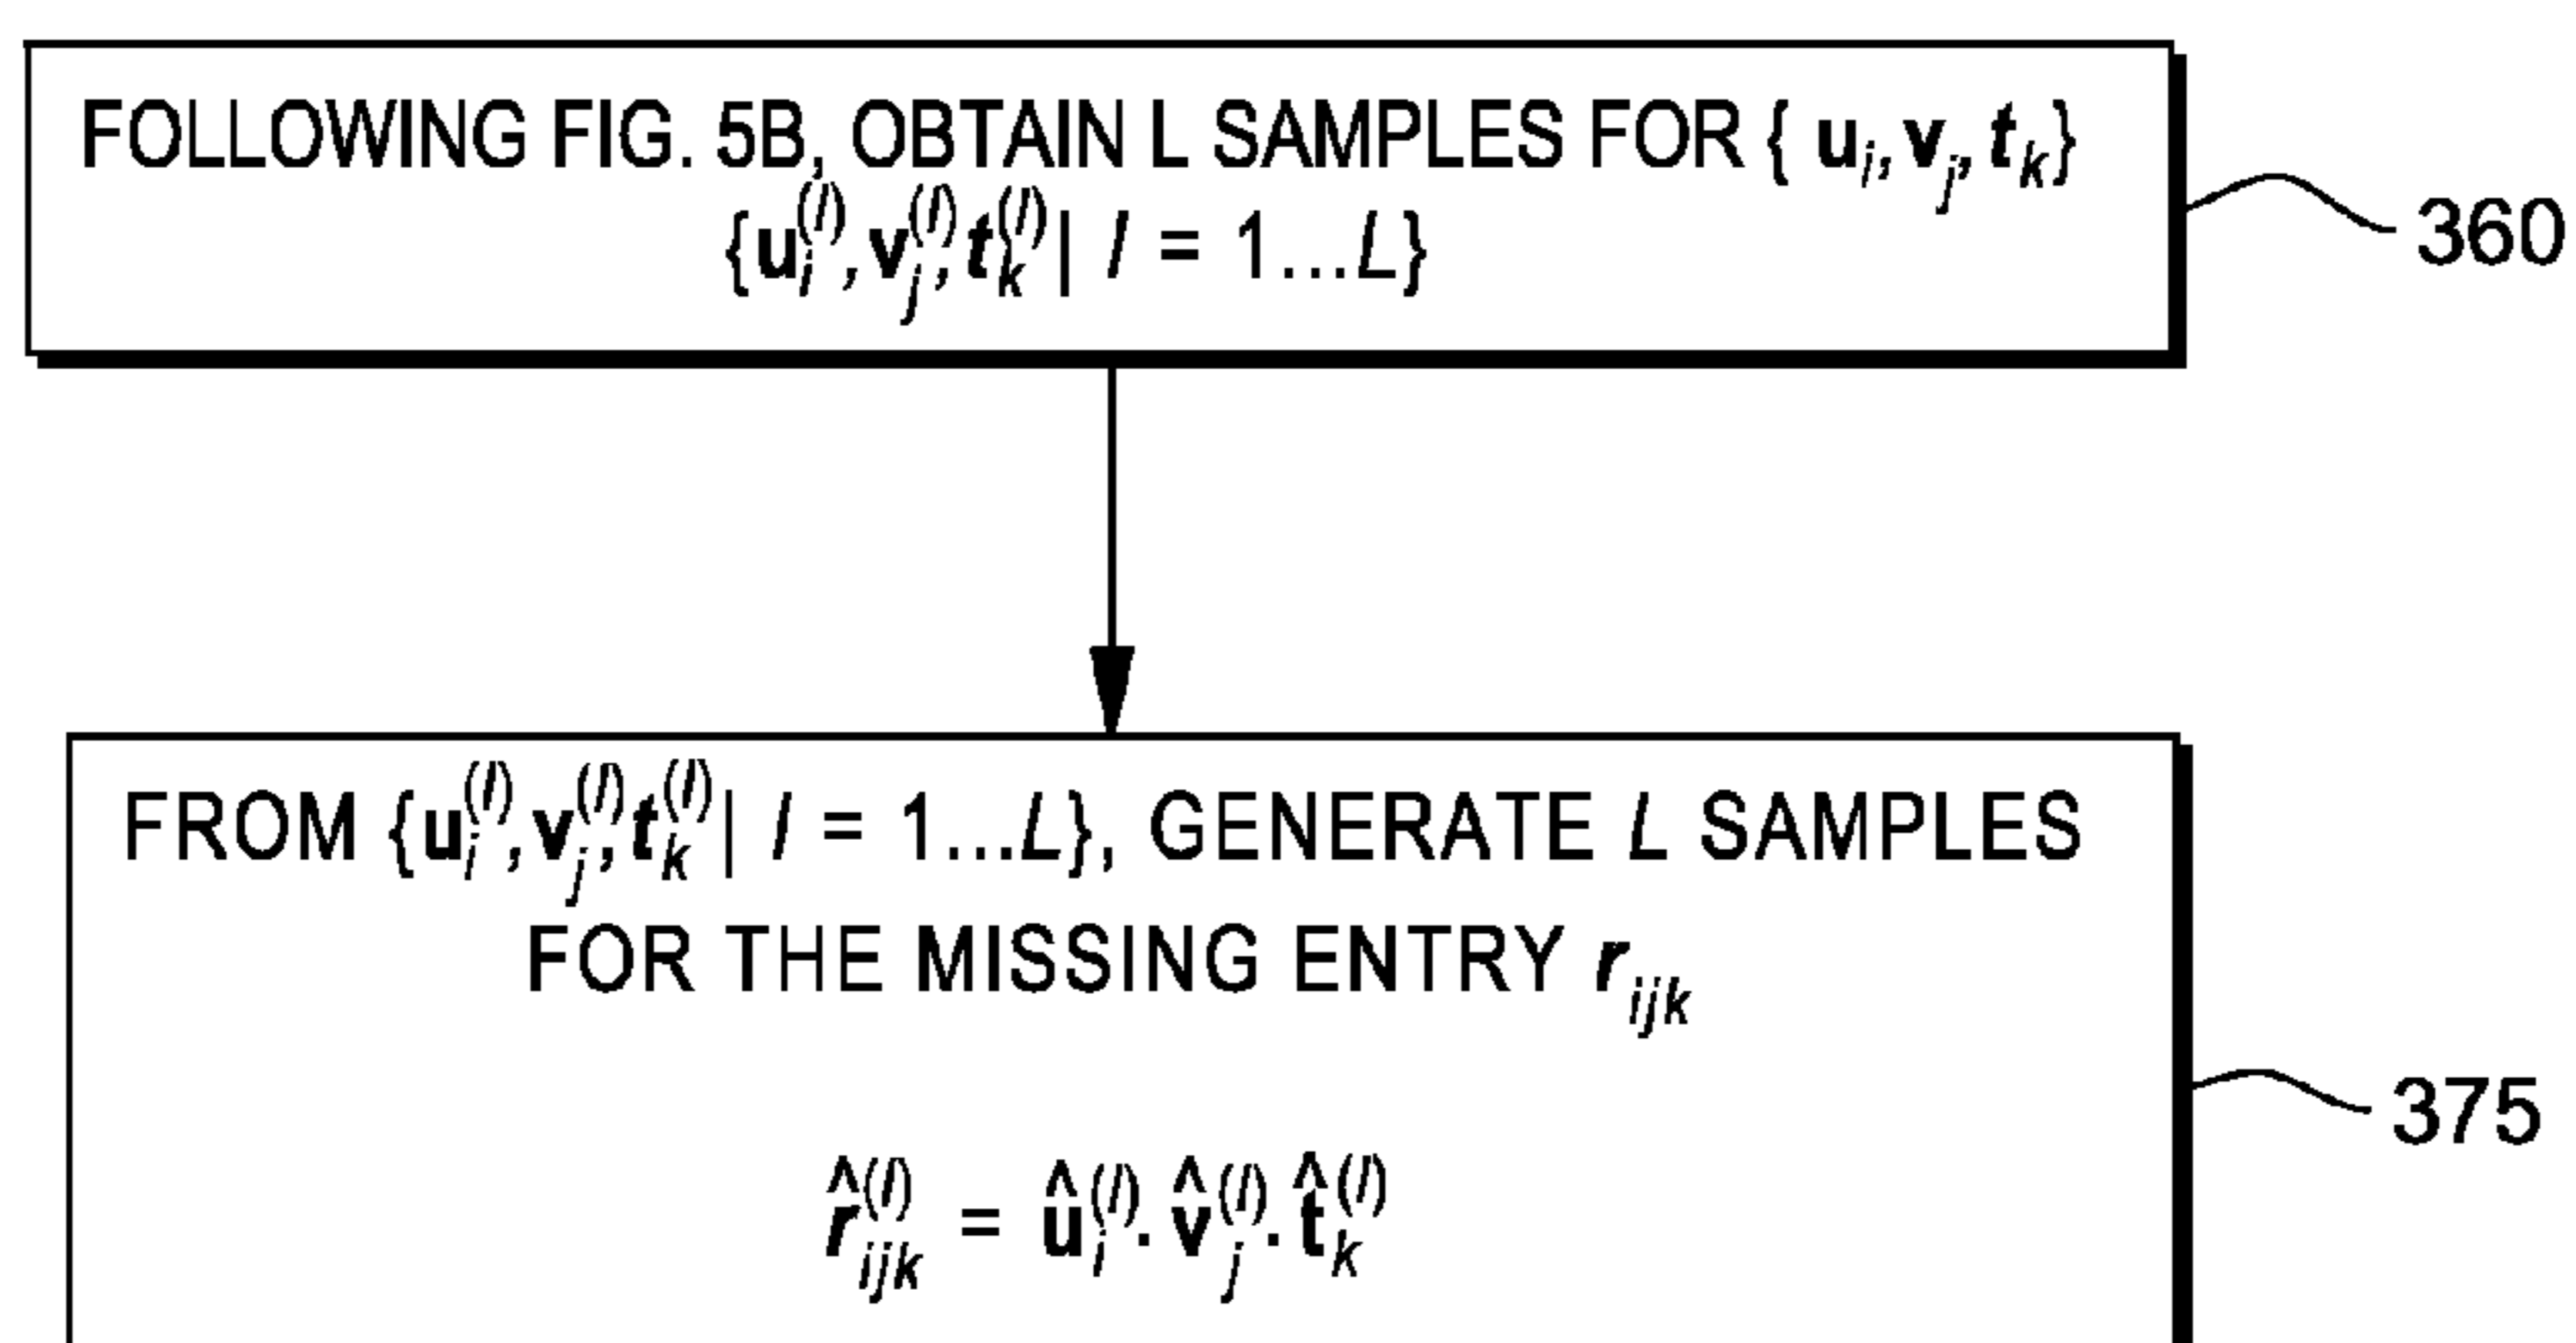 FOLLOWING FIG. 5B, OBTAIN L SAMPLES FOR { u_i, v_j, t_k}
{u_i^(l), v_j^(l), t_k^(l) | l = 1...L}
360
FROM {u_i^(l), v_j^(l), t_k^(l) | l = 1...L}, GENERATE L SAMPLES
FOR THE MISSING ENTRY r_ijk
375
r̂_ijk^(l) = û_i^(l) . v̂_j^(l) . t̂_k^(l)